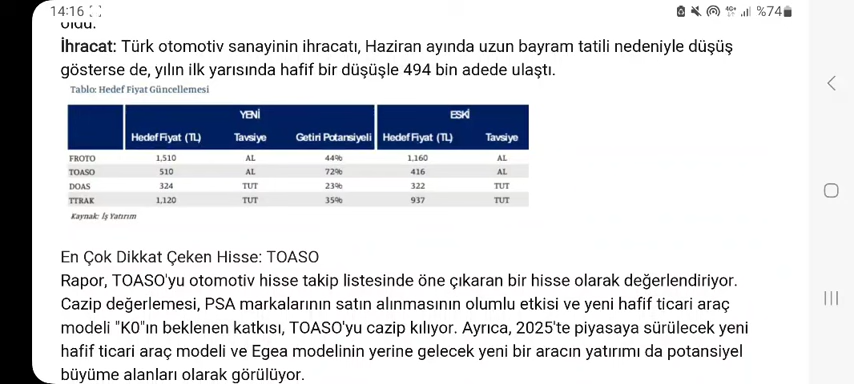 14:16
%74
oldu.
İhracat: Türk otomotiv sanayinin ihracatı, Haziran ayında uzun bayram tatili nedeniyle düşüş
gösterse de, yılın ilk yarısında hafif bir düşüşle 494 bin adede ulaştı.
Tablo: Hedef Fiyat Güncellemesi
YENİ ESKİ
Hedef Fiyat (TL) Tavsiye Getiri Potansiyeli Hedef Fiyat (TL) Tavsiye
FROTO 1,510 AL 44% 1,160 AL
TOASO 510 AL 72% 416 AL
DOAS 324 TUT 23% 322 TUT
TTRAK 1,120 TUT 35% 937 TUT
Kaynak: İş Yatırım
En Çok Dikkat Çeken Hisse: TOASO
Rapor, TOASO'yu otomotiv hisse takip listesinde öne çıkaran bir hisse olarak değerlendiriyor.
Cazip değerlemesi, PSA markalarının satın alınmasının olumlu etkisi ve yeni hafif ticari araç
modeli "K0"ın beklenen katkısı, TOASO'yu cazip kılıyor. Ayrıca, 2025'te piyasaya sürülecek yeni
hafif ticari araç modeli ve Egea modelinin yerine gelecek yeni bir aracın yatırımı da potansiyel
büyüme alanları olarak görülüyor.